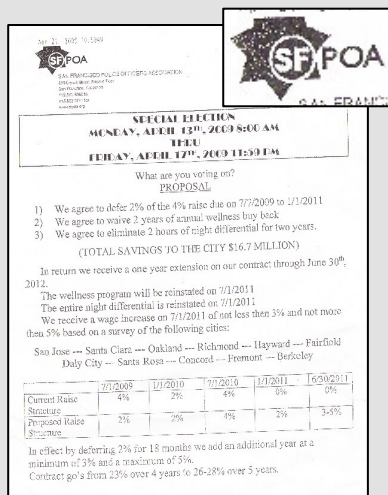 SF POA
SAN FRANCISCO POLICE OFFICERS ASSOCIATION
SF POA
SPECIAL ELECTION
MONDAY, APRIL 13TH, 2009 8:00 AM
THRU
FRIDAY, APRIL 17TH, 2009 11:59 PM
What are you voting on?
PROPOSAL
1) We agree to defer 2% of the 4% raise due on 7/7/2009 to 1/1/2011
2) We agree to waive 2 years of annual wellness buy back
3) We agree to eliminate 2 hours of night differential for two years.
(TOTAL SAVINGS TO THE CITY $16.7 MILLION)
In return we receive a one year extension on our contract through June 30th,
2012.
The wellness program will be reinstated on 7/1/2011
The entire night differential is reinstated on 7/1/2011
We receive a wage increase on 7/1/2011 of not less then 3% and not more
then 5% based on a survey of the following cities:
San Jose --- Santa Clara --- Oakland --- Richmond --- Hayward --- Fairfield
Daly City --- Santa Rosa --- Concord --- Fremont --- Berkeley
7/1/2009 1/1/2010 7/1/2010 1/1/2011 6/30/2011
Current Raise Structure 4% 2% 4% 0% 0%
Proposed Raise Structure 2% 2% 4% 2% 3-5%
In effect by deferring 2% for 18 months we add an additional year at a
minimum of 3% and a maximum of 5%.
Contract go's from 23% over 4 years to 26-28% over 5 years.